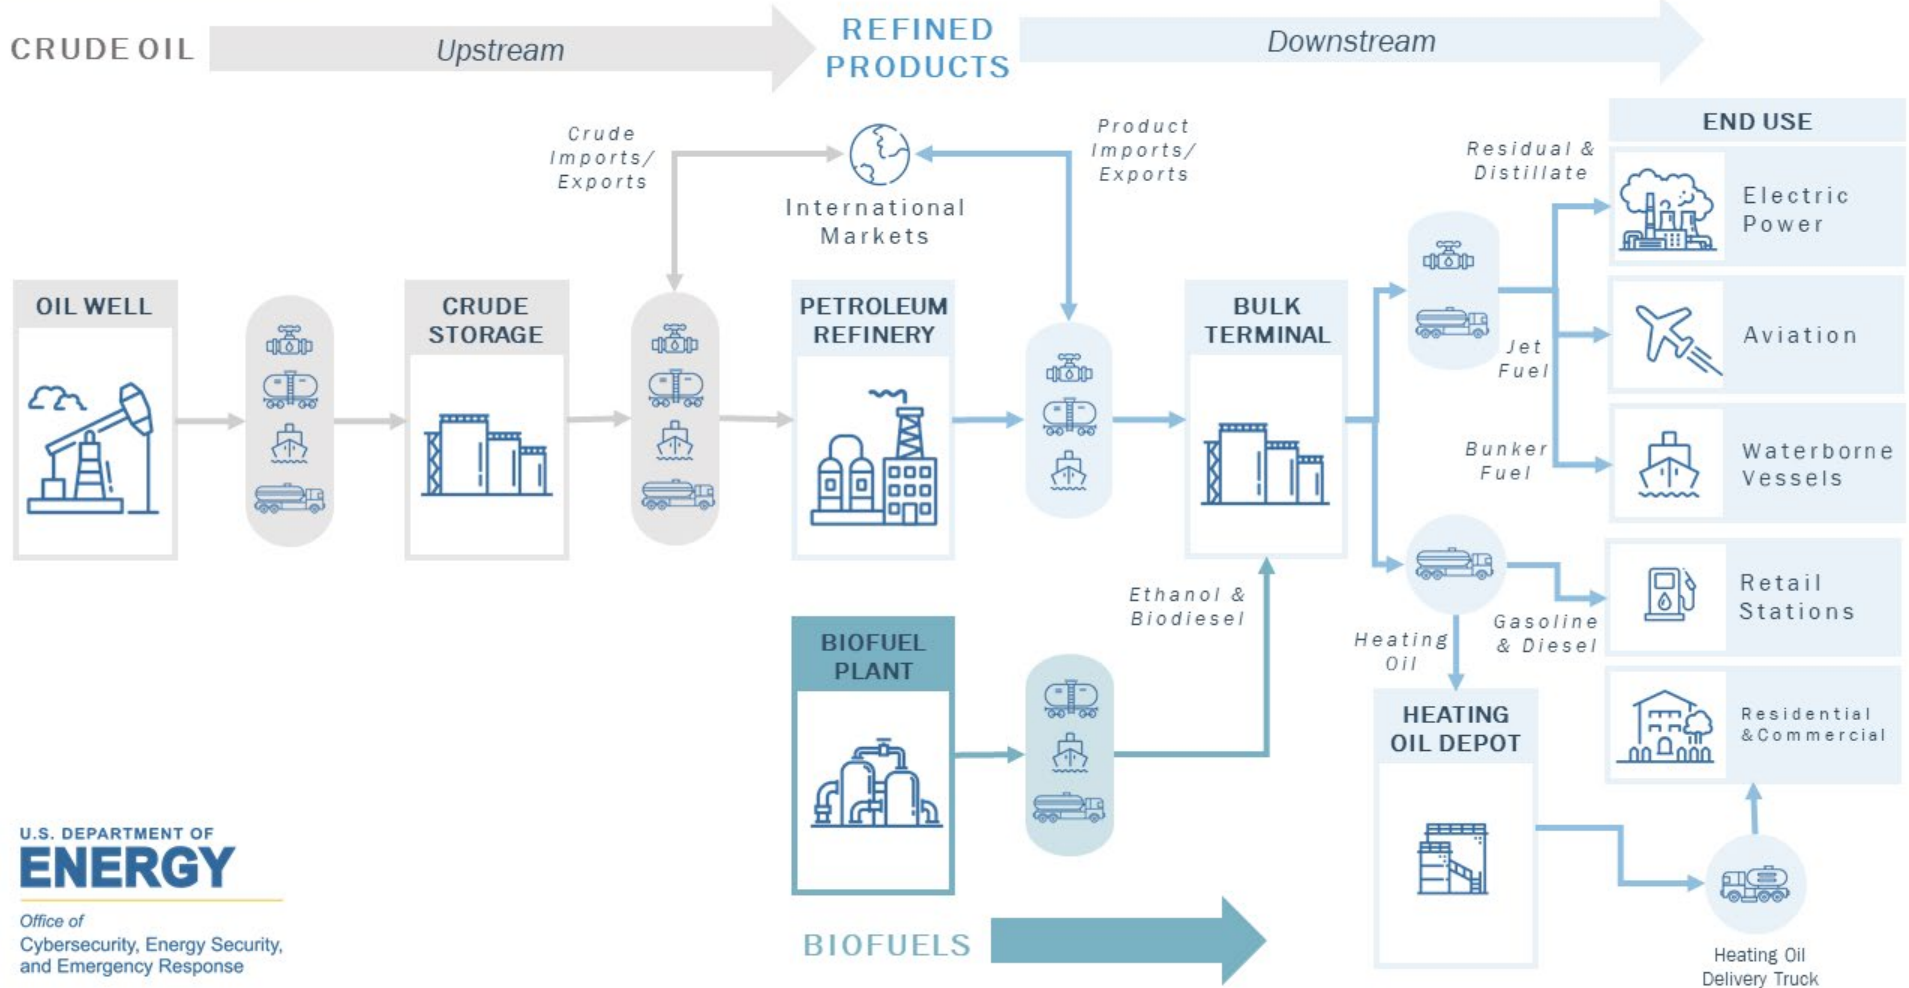 CRUDE OIL
Upstream
REFINED
PRODUCTS
Downstream
Crude
Imports/
Exports
International
Markets
Product
Imports/
Exports
OIL WELL
CRUDE
STORAGE
PETROLEUM
REFINERY
BULK
TERMINAL
Residual &
Distillate
Jet
Fuel
Bunker
Fuel
END USE
Electric
Power
Aviation
Waterborne
Vessels
Retail
Stations
Residential
&Commercial
Ethanol &
Biodiesel
Heating
Oil
Gasoline
& Diesel
BIOFUEL
PLANT
HEATING
OIL DEPOT
Heating Oil
Delivery Truck
BIOFUELS
U.S. DEPARTMENT OF
ENERGY
Office of
Cybersecurity, Energy Security,
and Emergency Response